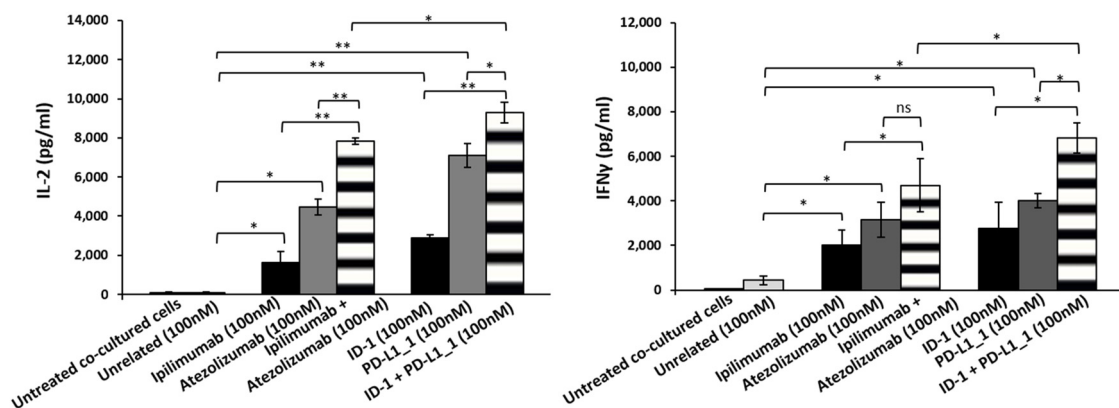 IL-2 (pg/ml)
14,000
12,000
10,000
8,000
6,000
4,000
2,000
0
*
**
**
*
**
**
**
*
*
Untreated co-cultured cells
Unrelated (100nM)
Ipilimumab (100nM)
Atezolizumab (100nM)
Ipilimumab +
Atezolizumab (100nM)
ID-1 (100nM)
PD-L1_1 (100nM)
ID-1 + PD-L1_1 (100nM)
IFNγ (pg/ml)
12,000
10,000
8,000
6,000
4,000
2,000
0
*
*
*
*
*
ns
*
*
*
Untreated co-cultured cells
Unrelated (100nM)
Ipilimumab (100nM)
Atezolizumab (100nM)
Ipilimumab +
Atezolizumab (100nM)
ID-1 (100nM)
PD-L1_1 (100nM)
ID-1 + PD-L1_1 (100nM)